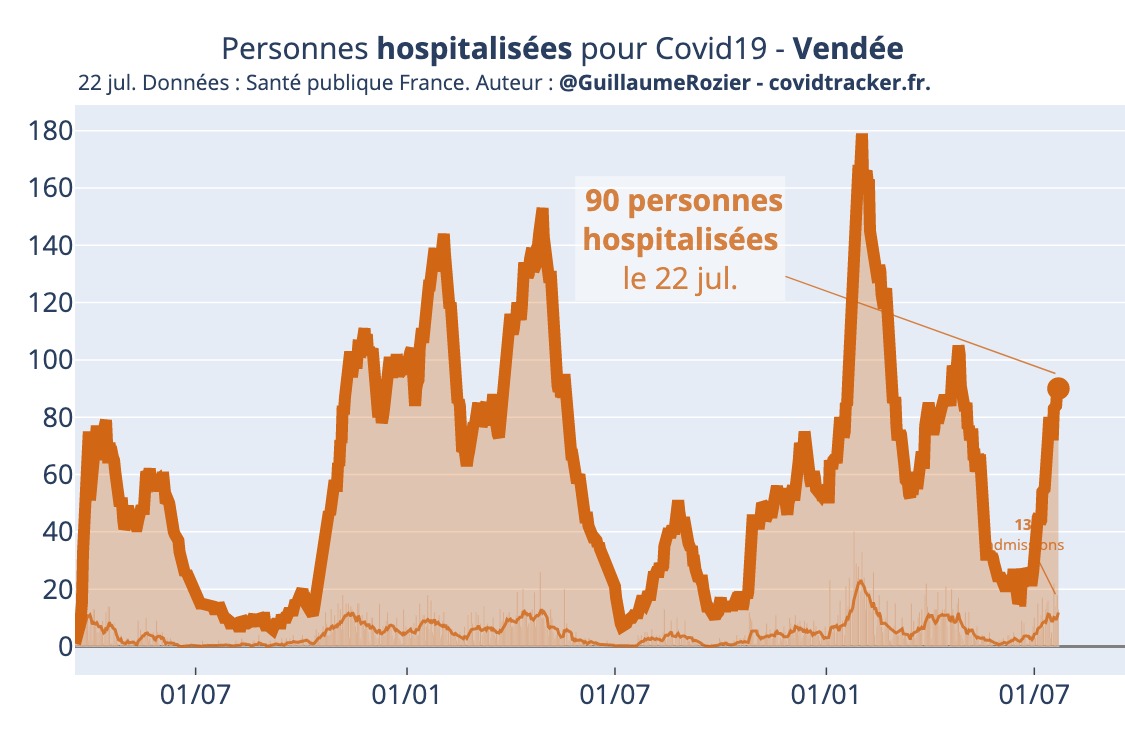 Personnes hospitalisées pour Covid19 - Vendée
22 jul. Données : Santé publique France. Auteur : @GuillaumeRozier - covidtracker.fr.
180
160
140
120
100
80
60
40
20
0
90 personnes
hospitalisées
le 22 jul.
13
admissions
01/07
01/01
01/07
01/01
01/07